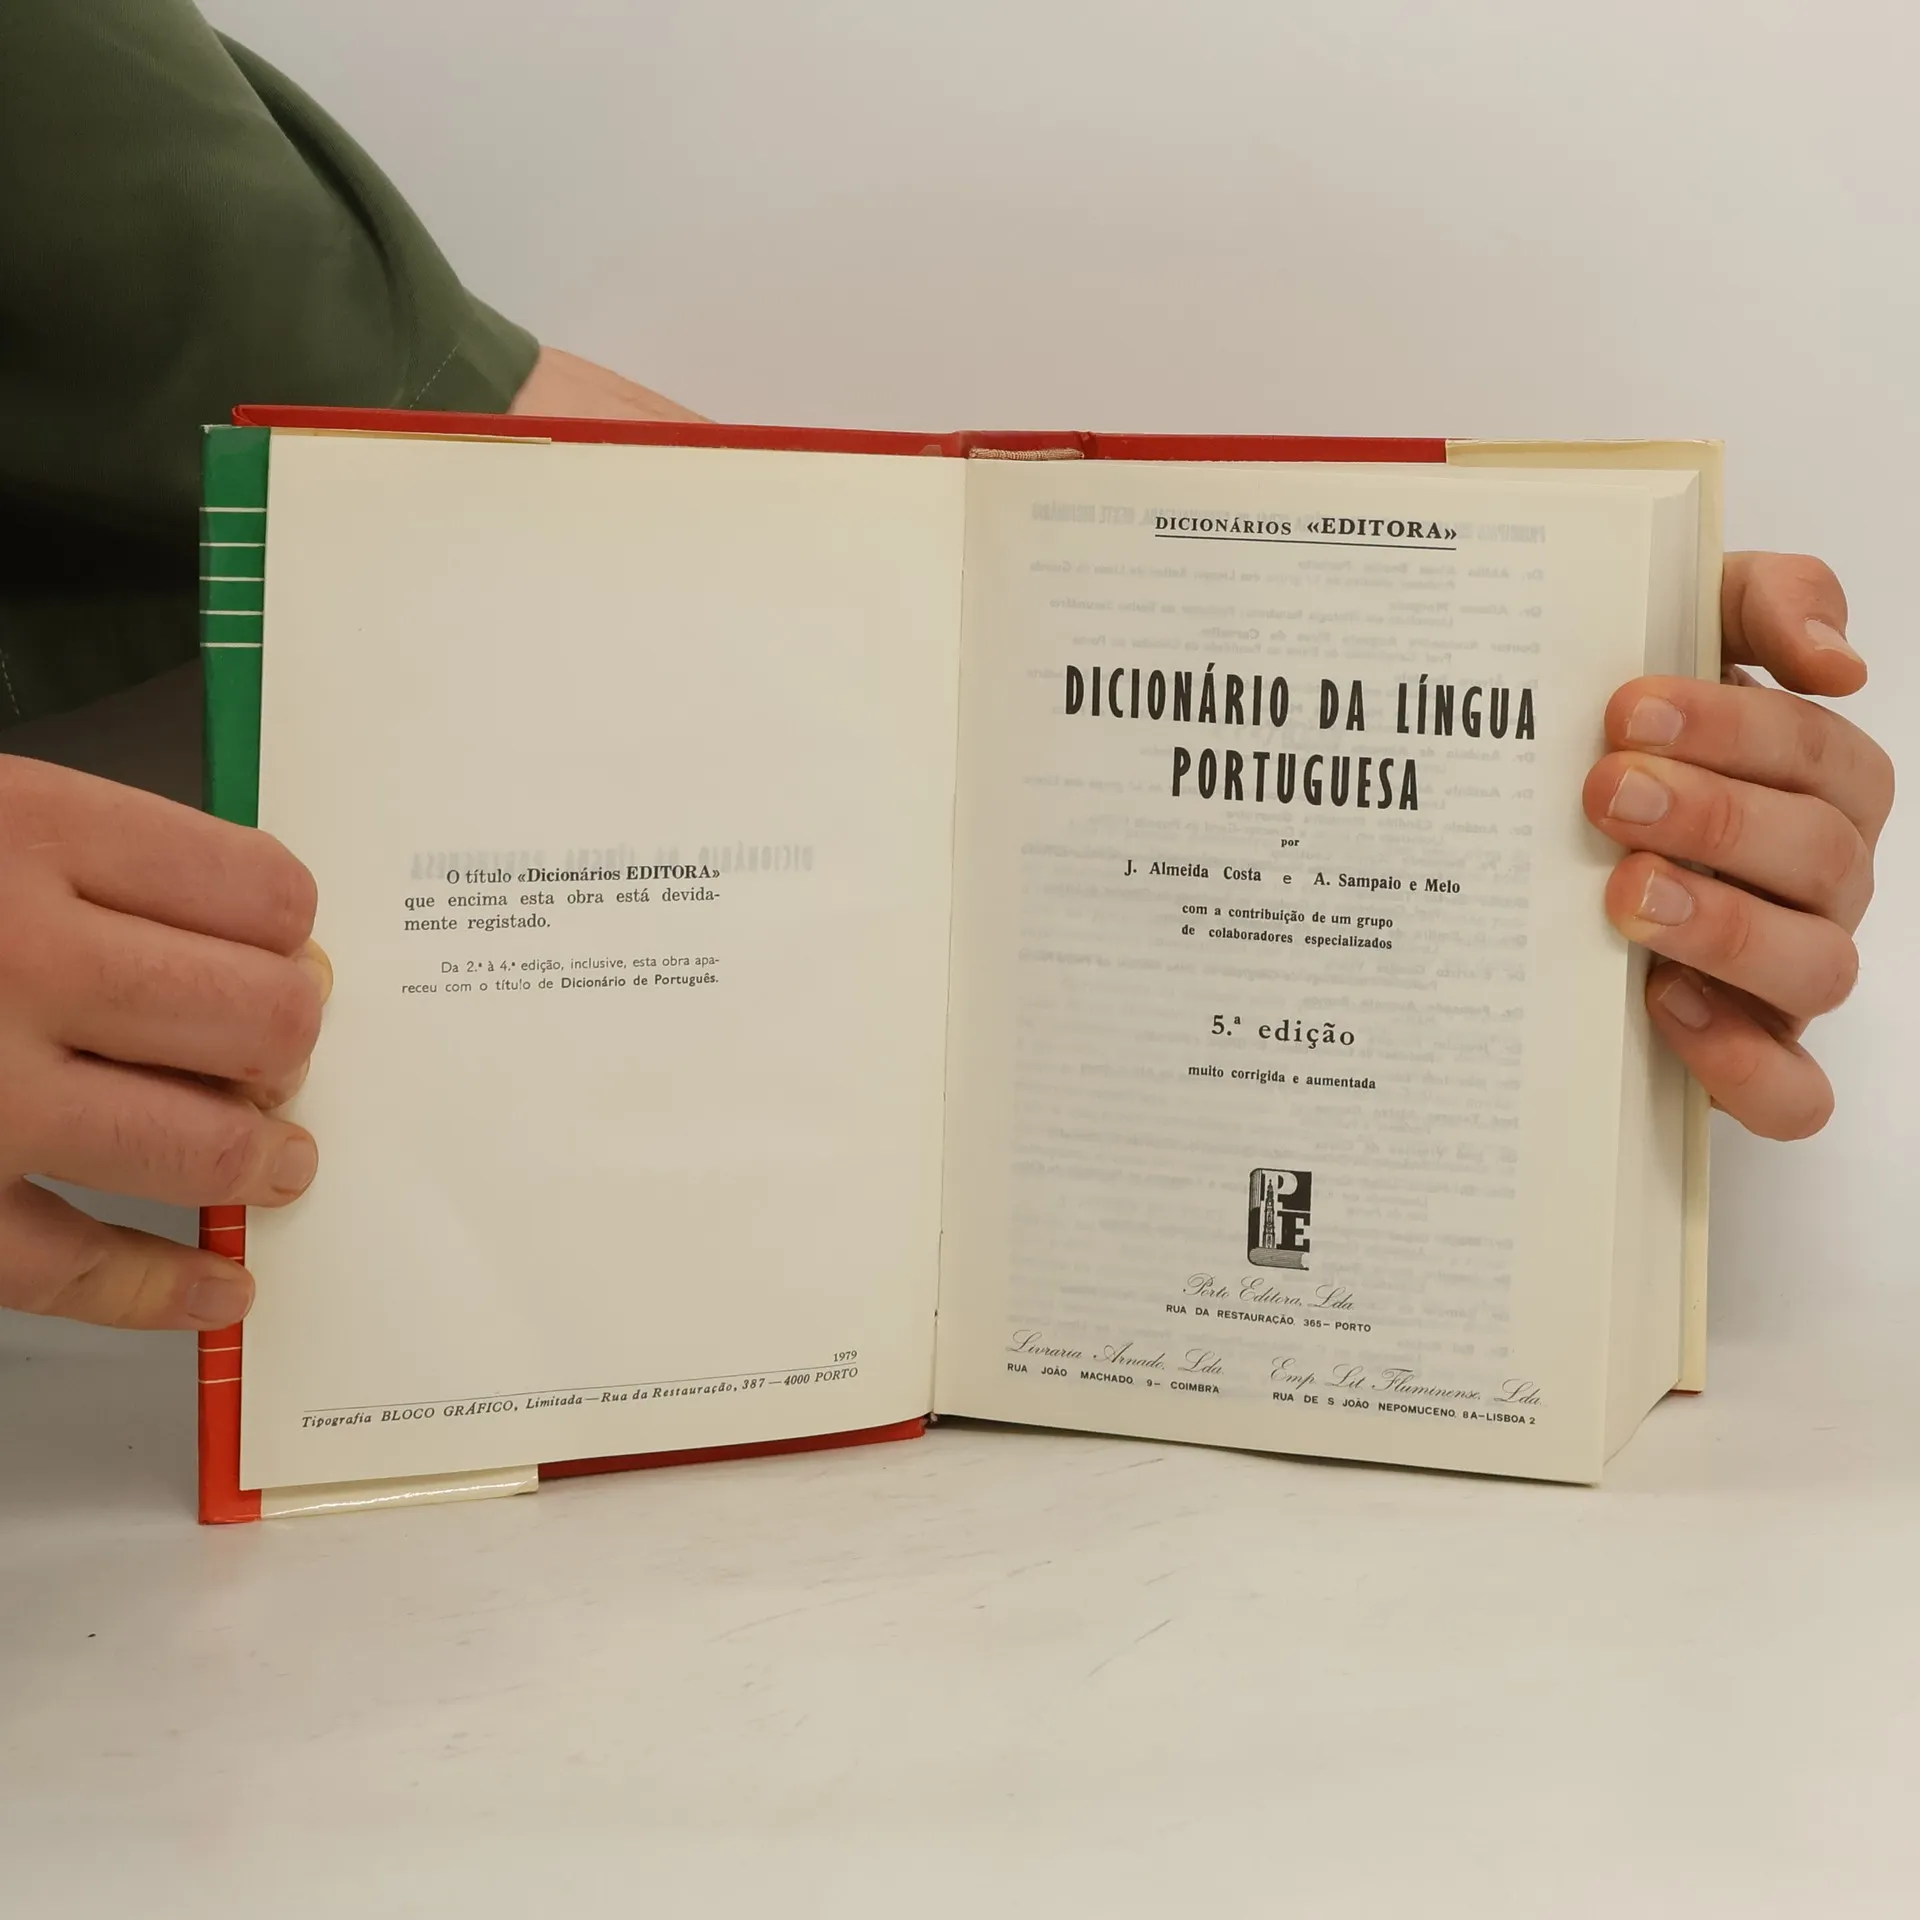 O título «Dicionários EDITORA»
que encima esta obra está devida-
mente registado.
Da 2.ª à 4.ª edição, inclusive, esta obra apa-
receu com o título de Dicionário de Português.
1979
Tipografia BLOCO GRÁFICO, Limitada — Rua da Restauração, 387 — 4000 PORTO
DICIONÁRIOS «EDITORA»
DICIONÁRIO DA LÍNGUA
PORTUGUESA
por
J. Almeida Costa e A. Sampaio e Melo
com a contribuição de um grupo
de colaboradores especializados
5.ª edição
muito corrigida e aumentada
P
E
Porto Editora, Lda
RUA DA RESTAURAÇÃO. 365 – PORTO
Livraria Arnado, Lda
RUA JOÃO MACHADO 9 – COIMBRA
Emp Lit Fluminense, Lda
RUA DE S JOÃO NEPOMUCENO. 8 A – LISBOA 2